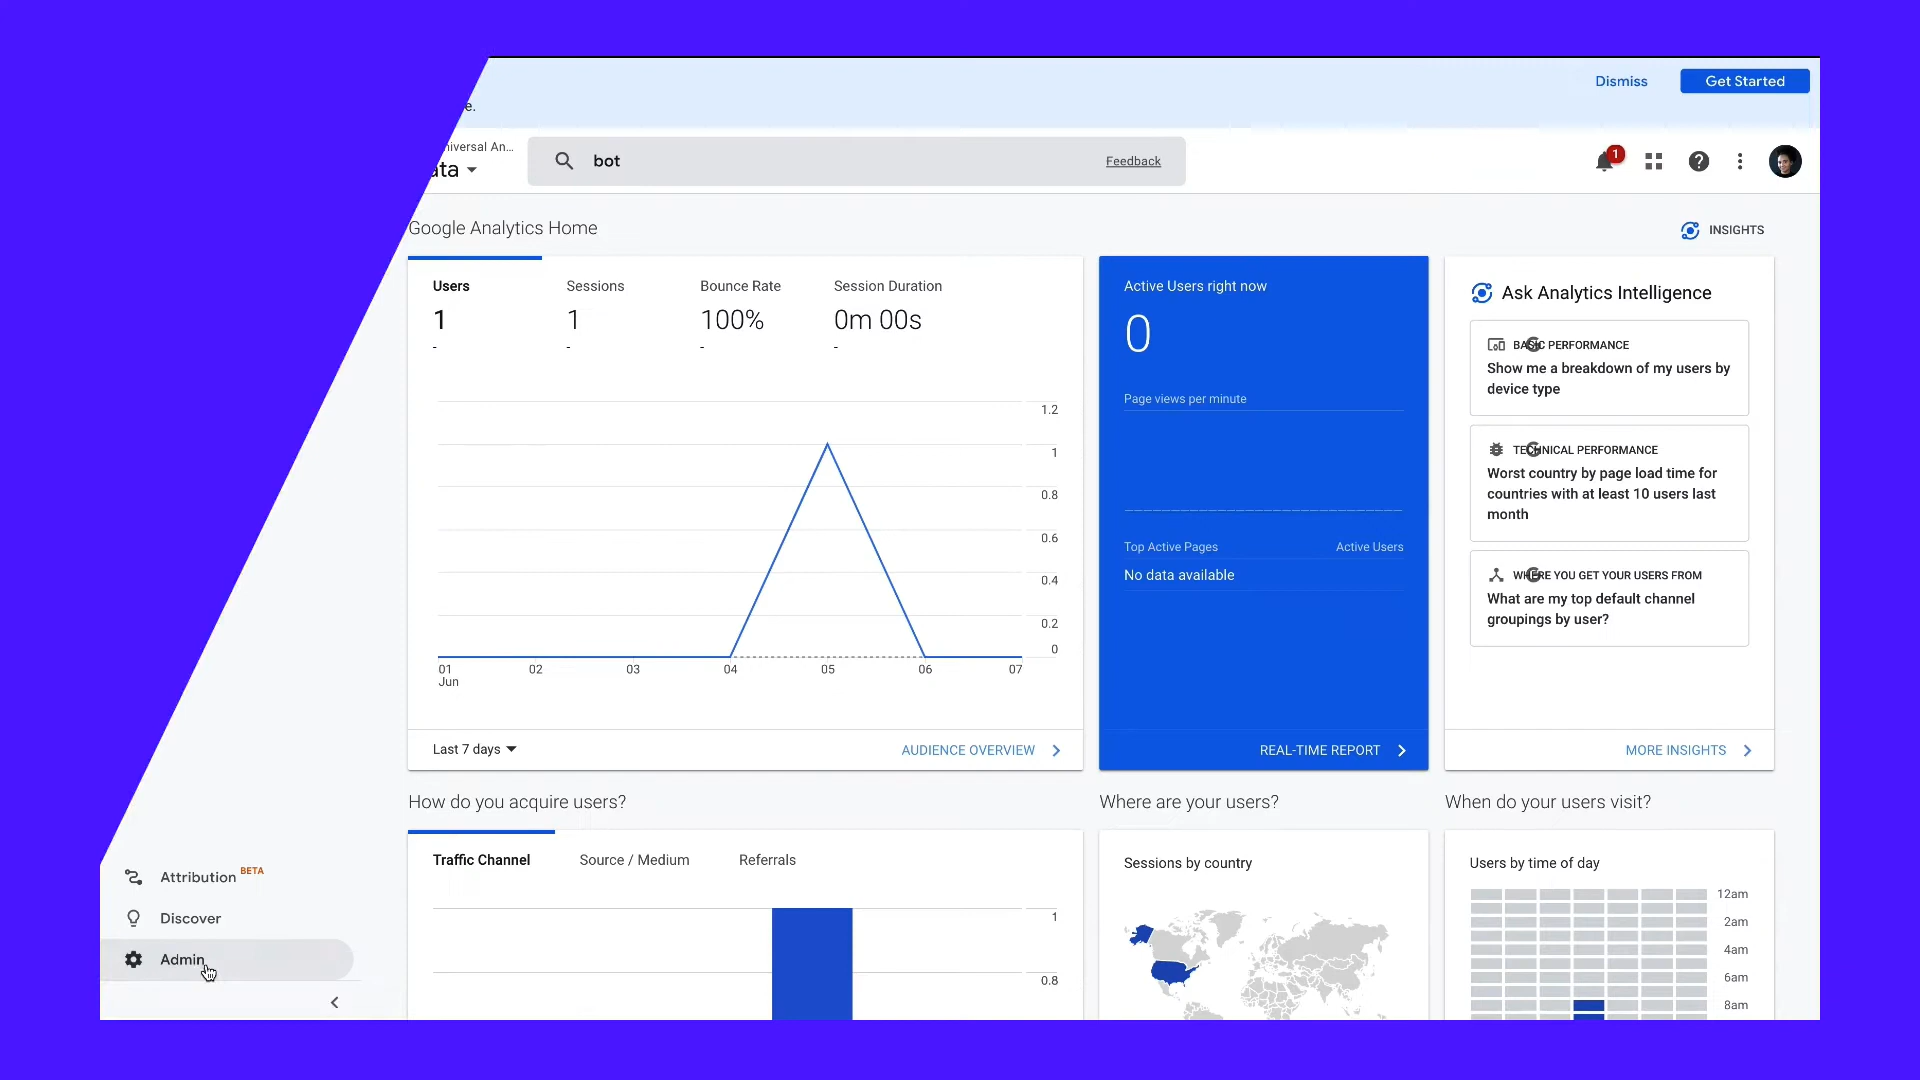 Dismiss
Get Started
e.
niversal An...
ata
bot
Feedback
1
Google Analytics Home
INSIGHTS
Users
Sessions
Bounce Rate
Session Duration
1
1
100%
0m 00s
-
-
-
-
1.2
1
0.8
0.6
0.4
0.2
0
01
02
03
04
05
06
07
Jun
Last 7 days
AUDIENCE OVERVIEW
Active Users right now
0
Page views per minute
Top Active Pages
Active Users
No data available
REAL-TIME REPORT
Ask Analytics Intelligence
BASIC PERFORMANCE
Show me a breakdown of my users by
device type
TECHNICAL PERFORMANCE
Worst country by page load time for
countries with at least 10 users last
month
WHERE YOU GET YOUR USERS FROM
What are my top default channel
groupings by user?
MORE INSIGHTS
How do you acquire users?
Where are your users?
When do your users visit?
Traffic Channel
Source / Medium
Referrals
1
0.8
Sessions by country
Users by time of day
12am
2am
4am
6am
8am
Attribution BETA
Discover
Admin